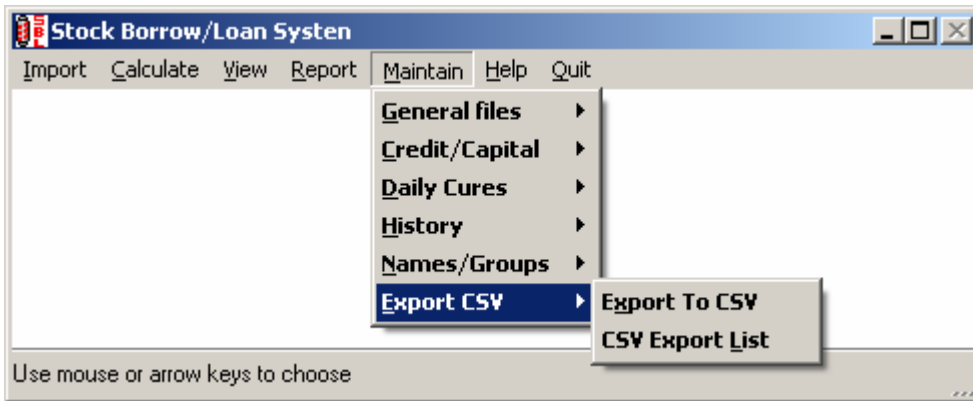 SBL Stock Borrow/Loan Systen
Import Calculate View Report Maintain Help Quit
General files
Credit/Capital
Daily Cures
History
Names/Groups
Export CSV
Export To CSV
CSV Export List
Use mouse or arrow keys to choose